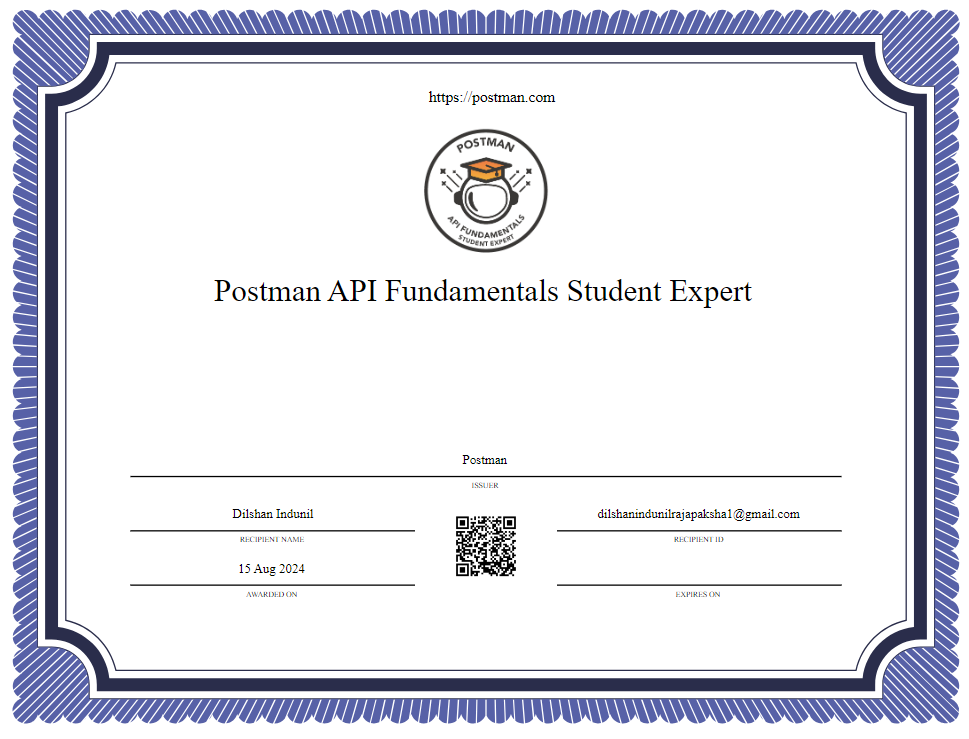 https://postman.com
POSTMAN
API FUNDAMENTALS
STUDENT EXPERT
Postman API Fundamentals Student Expert
Postman
ISSUER
Dilshan Indunil
RECIPIENT NAME
dilshanindunilrajapaksha1@gmail.com
RECIPIENT ID
15 Aug 2024
AWARDED ON
EXPIRES ON